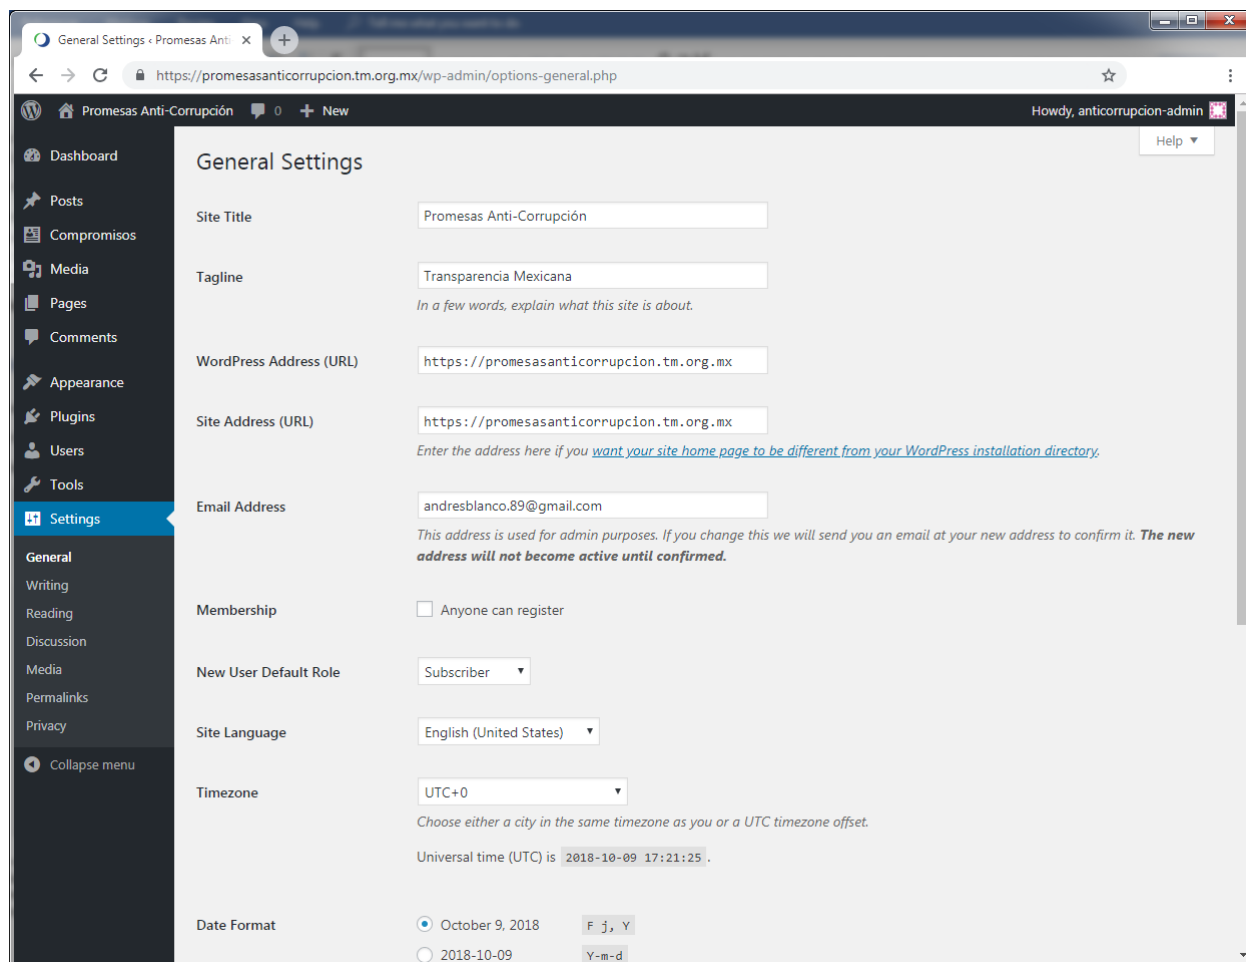 Tell me what you want to do
General Settings ‹ Promesas Anti-
https://promesasanticorrupcion.tm.org.mx/wp-admin/options-general.php
Promesas Anti-Corrupción 0 New Howdy, anticorrupcion-admin
Help
Dashboard
Posts
Compromisos
Media
Pages
Comments
Appearance
Plugins
Users
Tools
Settings
General
Writing
Reading
Discussion
Media
Permalinks
Privacy
Collapse menu
General Settings
Site Title Promesas Anti-Corrupción
Tagline Transparencia Mexicana
In a few words, explain what this site is about.
WordPress Address (URL) https://promesasanticorrupcion.tm.org.mx
Site Address (URL) https://promesasanticorrupcion.tm.org.mx
Enter the address here if you want your site home page to be different from your WordPress installation directory.
Email Address andresblanco.89@gmail.com
This address is used for admin purposes. If you change this we will send you an email at your new address to confirm it. The new
address will not become active until confirmed.
Membership Anyone can register
New User Default Role Subscriber
Site Language English (United States)
Timezone UTC+0
Choose either a city in the same timezone as you or a UTC timezone offset.
Universal time (UTC) is 2018-10-09 17:21:25 .
Date Format October 9, 2018 F j, Y
2018-10-09 Y-m-d